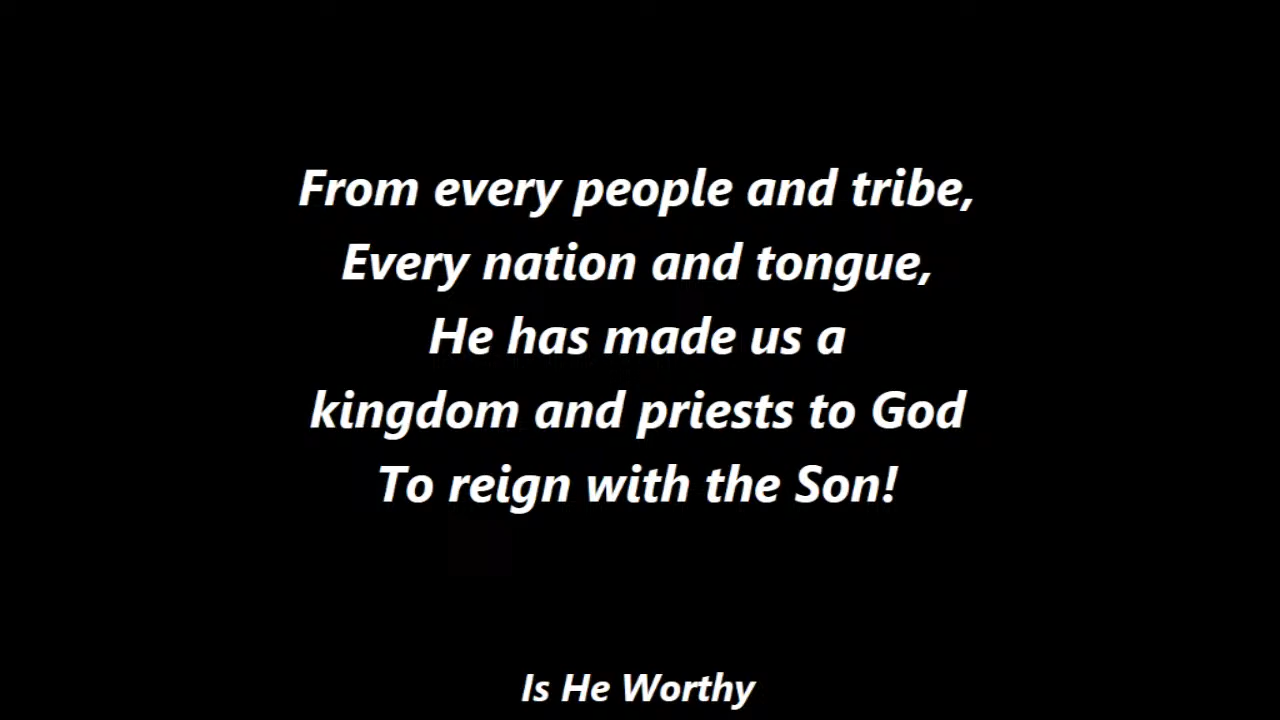 From every people and tribe,
Every nation and tongue,
He has made us a
kingdom and priests to God
To reign with the Son!
Is He Worthy